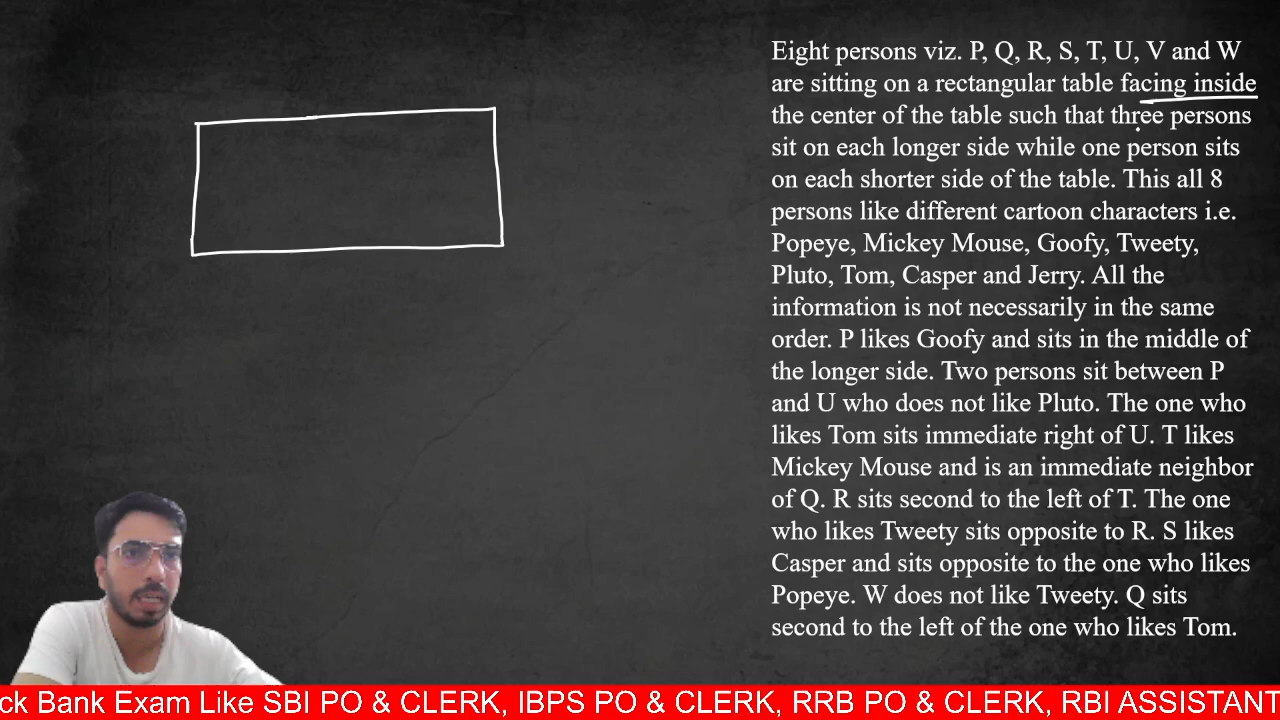 Eight persons viz. P, Q, R, S, T, U, V and W
are sitting on a rectangular table facing inside
the center of the table such that three persons
sit on each longer side while one person sits
on each shorter side of the table. This all 8
persons like different cartoon characters i.e.
Popeye, Mickey Mouse, Goofy, Tweety,
Pluto, Tom, Casper and Jerry. All the
information is not necessarily in the same
order. P likes Goofy and sits in the middle of
the longer side. Two persons sit between P
and U who does not like Pluto. The one who
likes Tom sits immediate right of U. T likes
Mickey Mouse and is an immediate neighbor
of Q. R sits second to the left of T. The one
who likes Tweety sits opposite to R. S likes
Casper and sits opposite to the one who likes
Popeye. W does not like Tweety. Q sits
second to the left of the one who likes Tom.
ck Bank Exam Like SBI PO & CLERK, IBPS PO & CLERK, RRB PO & CLERK, RBI ASSISTANT